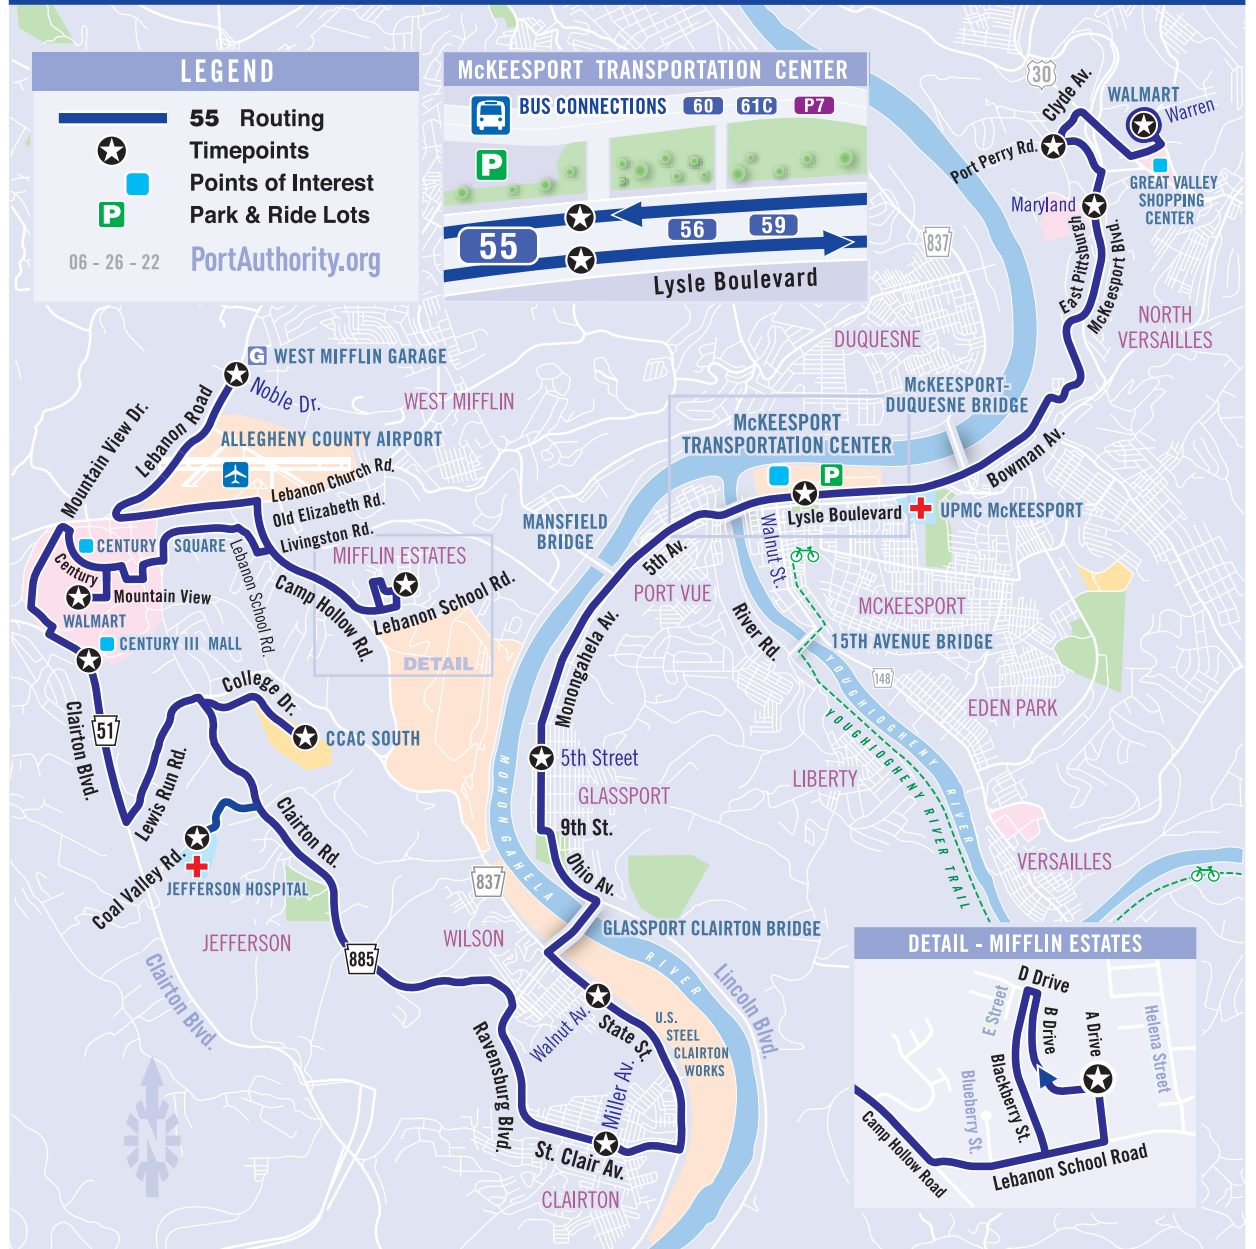 LEGEND
55 Routing
Timepoints
Points of Interest
P
Park & Ride Lots
06 - 26 - 22
PortAuthority.org
McKEESPORT TRANSPORTATION CENTER
BUS CONNECTIONS
60
61C
P7
P
55
56
59
Lysle Boulevard
30
Clyde Av.
WALMART
Warren
Port Perry Rd.
GREAT VALLEY
SHOPPING
CENTER
Maryland
East Pittsburgh
McKeesport Blvd.
837
NORTH
VERSAILLES
DUQUESNE
McKEESPORT-
DUQUESNE BRIDGE
G
WEST MIFFLIN GARAGE
Noble Dr.
WEST MIFFLIN
Lebanon Road
Mountain View Dr.
ALLEGHENY COUNTY AIRPORT
McKEESPORT
TRANSPORTATION CENTER
P
Bowman Av.
Lebanon Church Rd.
Old Elizabeth Rd.
Livingston Rd.
MANSFIELD
BRIDGE
Lysle Boulevard
UPMC McKEESPORT
CENTURY
SQUARE
Lebanon School Rd.
MIFFLIN ESTATES
5th Av.
Walnut St.
Century
Mountain View
WALMART
Camp Hollow Rd.
Lebanon School Rd.
PORT VUE
MCKEESPORT
CENTURY III MALL
DETAIL
Monongahela Av.
River Rd.
15TH AVENUE BRIDGE
148
College Dr.
EDEN PARK
YOUGHIOGHENY
RIVER
YOUGHIOGHENY RIVER TRAIL
51
Clairton Blvd.
CCAC SOUTH
5th Street
LIBERTY
GLASSPORT
Lewis Run Rd.
MONONGAHELA
9th St.
Clairton Rd.
Ohio Av.
VERSAILLES
Coal Valley Rd.
JEFFERSON HOSPITAL
837
JEFFERSON
WILSON
GLASSPORT CLAIRTON BRIDGE
885
RIVER
Lincoln Blvd.
Clairton Blvd.
Walnut Av.
State St.
U.S.
STEEL
CLAIRTON
WORKS
Ravensburg Blvd.
Miller Av.
St. Clair Av.
CLAIRTON
N
DETAIL - MIFFLIN ESTATES
D Drive
E Street
B Drive
A Drive
Helena Street
Blackberry St.
Blueberry St.
Camp Hollow Road
Lebanon School Road